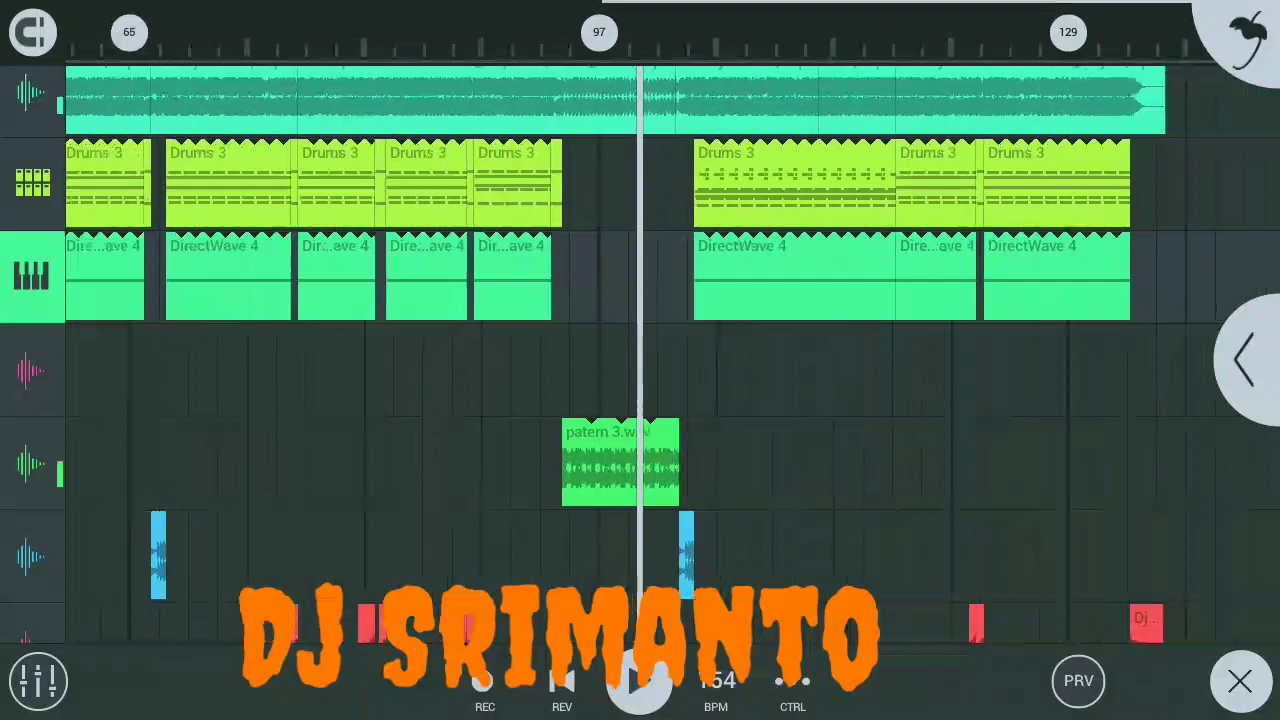 65 97 129
Drums 3 Drums 3 Drums 3 Drums 3 Drums 3 Drums 3 Drums 3 Drums 3
Dire...ave 4 DirectWave 4 Dir...ave 4 Dire...ave 4 Dir...ave 4 DirectWave 4 Dire...ave 4 DirectWave 4
patern 3.wav
Dj...
DJ SRIMANTO
154 PRV
REC REV BPM CTRL